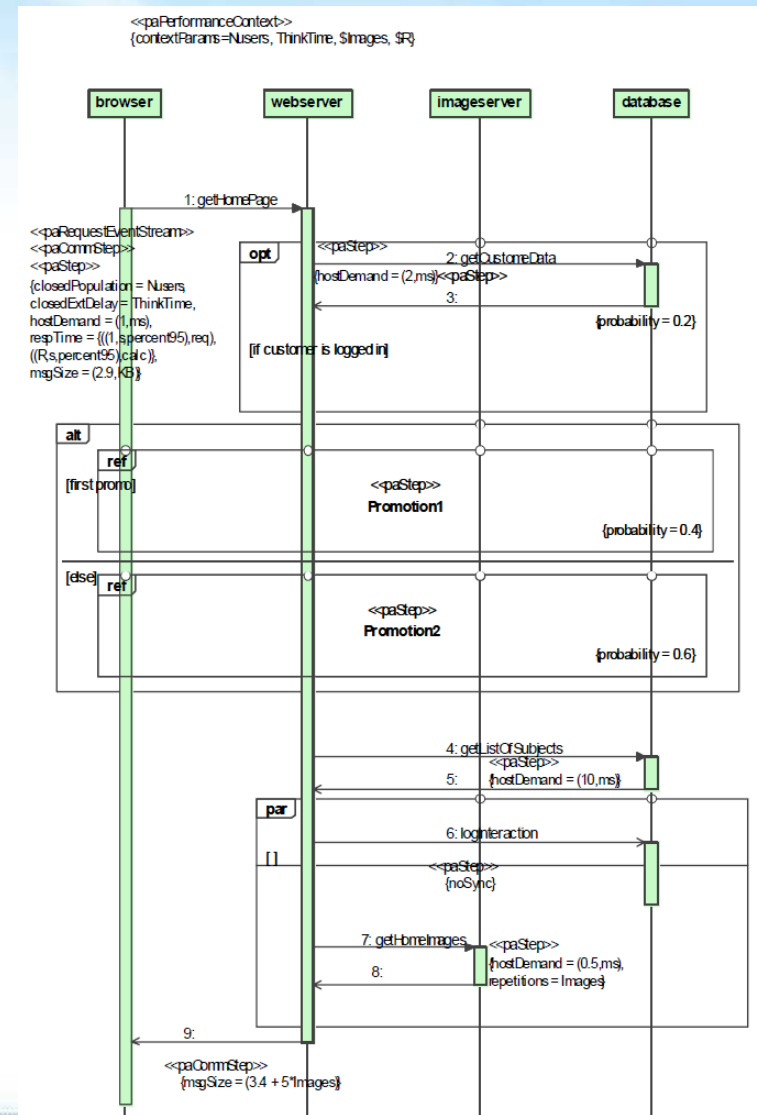 <<paPerformanceContext>>
{contextParams=Nusers, ThinkTime, $Images, $R}
browser
webserver
imageserver
database
1: getHomePage
<<paRequestEventStream>>
<<paCommStep>>
<<paStep>>
{closedPopulation = Nusers,
closedExtDelay = ThinkTime,
hostDemand = (1,ms),
respTime = {((1,s,percent95),req),
((R,s,percent95),calc)},
msgSize = (2.9,KB)}
opt
<<paStep>>
2: getCustomeData
{hostDemand = (2,ms)}
<<paStep>>
3:
{probability = 0.2}
[if customer is logged in]
alt
ref
[first promo]
<<paStep>>
Promotion1
{probability = 0.4}
[else]
ref
<<paStep>>
Promotion2
{probability = 0.6}
4: getListOfSubjects
<<paStep>>
5:
{hostDemand = (10,ms)}
par
6: logInteraction
[ ]
<<paStep>>
{noSync}
7: getHomeImages
<<paStep>>
{hostDemand = (0.5,ms),
8:
repetitions = Images}
9:
<<paCommStep>>
{msgSize = (3.4 + 5*Images}